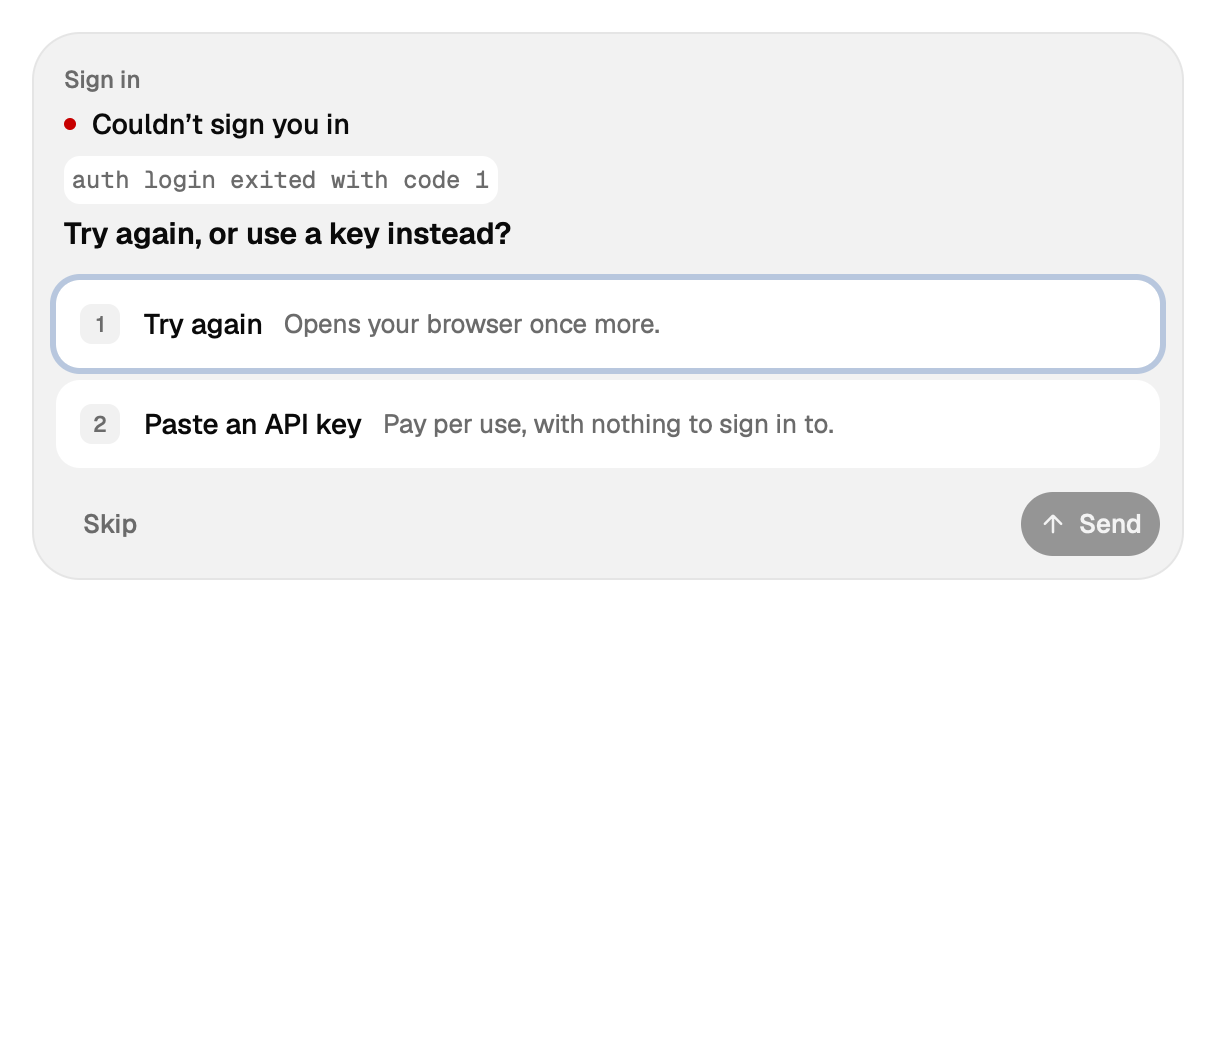 Sign in
Couldn’t sign you in
auth login exited with code 1
Try again, or use a key instead?
1 Try again Opens your browser once more.
2 Paste an API key Pay per use, with nothing to sign in to.
Skip Send